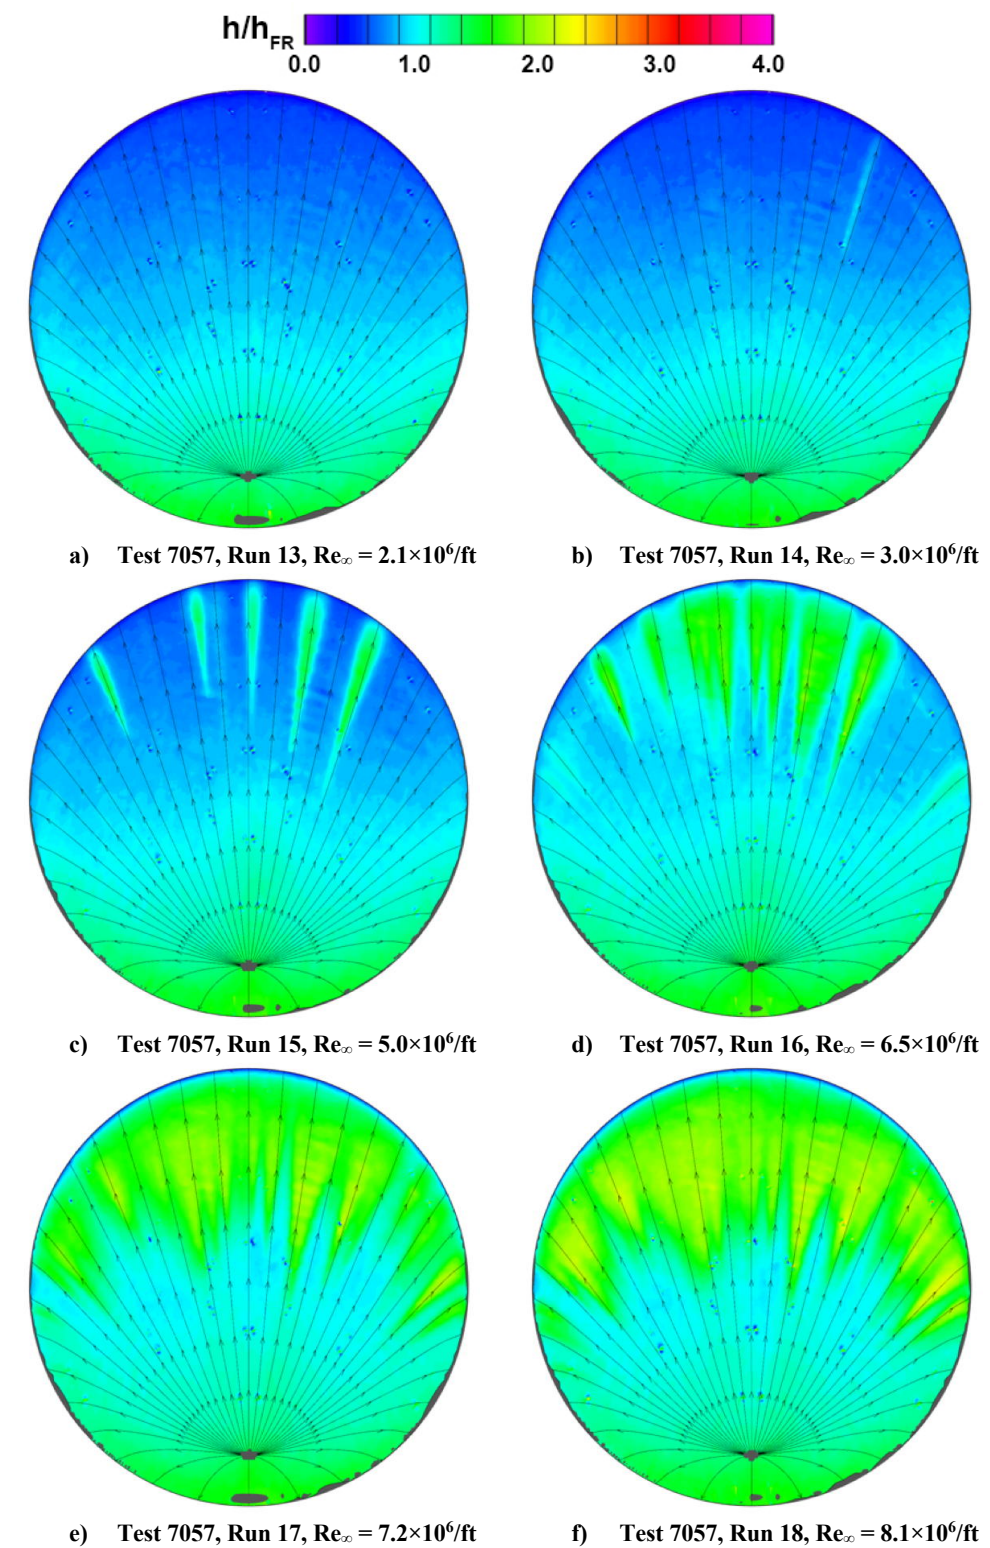 h/h_FR
0.0 1.0 2.0 3.0 4.0
a) Test 7057, Run 13, Re∞ = 2.1×10⁶/ft
b) Test 7057, Run 14, Re∞ = 3.0×10⁶/ft
c) Test 7057, Run 15, Re∞ = 5.0×10⁶/ft
d) Test 7057, Run 16, Re∞ = 6.5×10⁶/ft
e) Test 7057, Run 17, Re∞ = 7.2×10⁶/ft
f) Test 7057, Run 18, Re∞ = 8.1×10⁶/ft